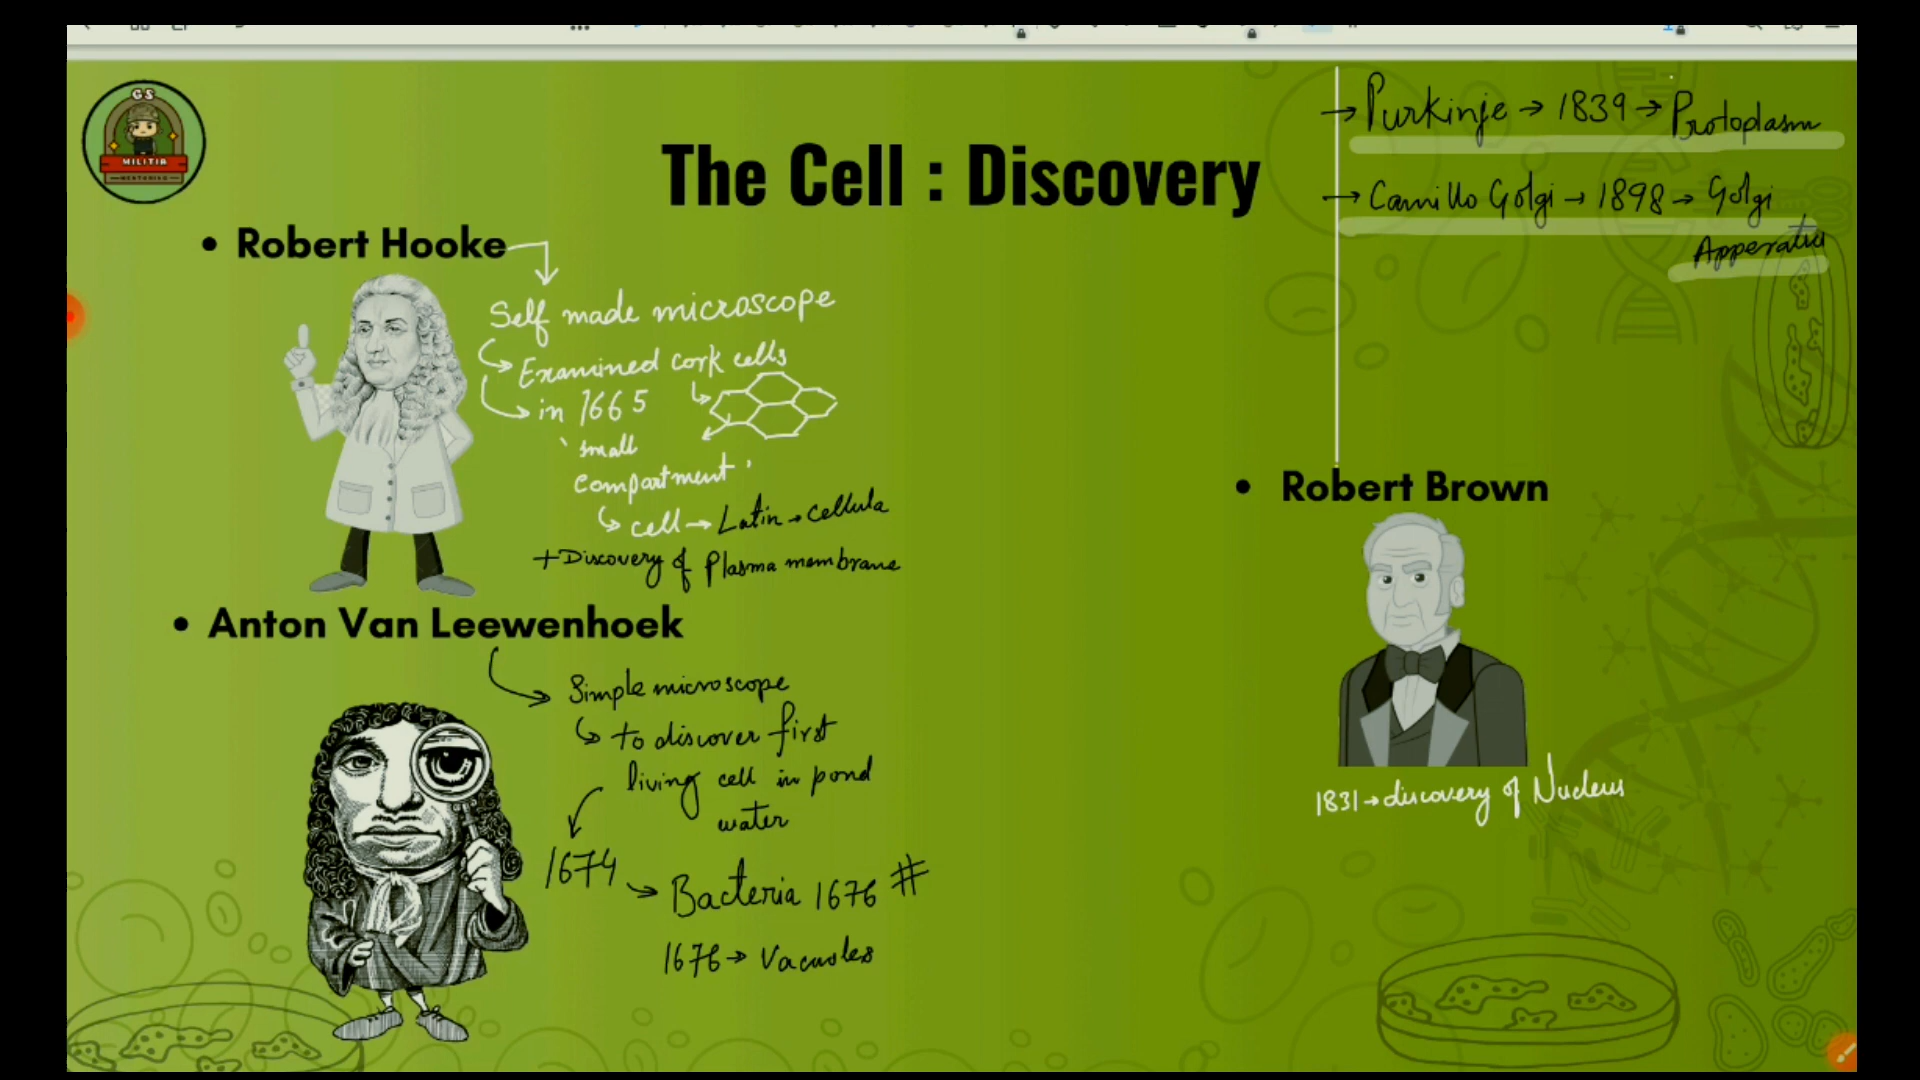 GS
MILITIA
MENTORING
The Cell : Discovery
→ Purkinje → 1839 → Protoplasm
→ Camillo Golgi → 1898 → Golgi
Apperatus
• Robert Hooke
Self made microscope
Examined cork cells
in 1665
'small
compartment'
cell → Latin → cellula
+ Discovery of Plasma membrane
• Anton Van Leewenhoek
Simple microscope
to discover first
living cell in pond
water
1674
→ Bacteria 1676 #
1676 → Vacuoles
• Robert Brown
1831 → discovery of Nucleus